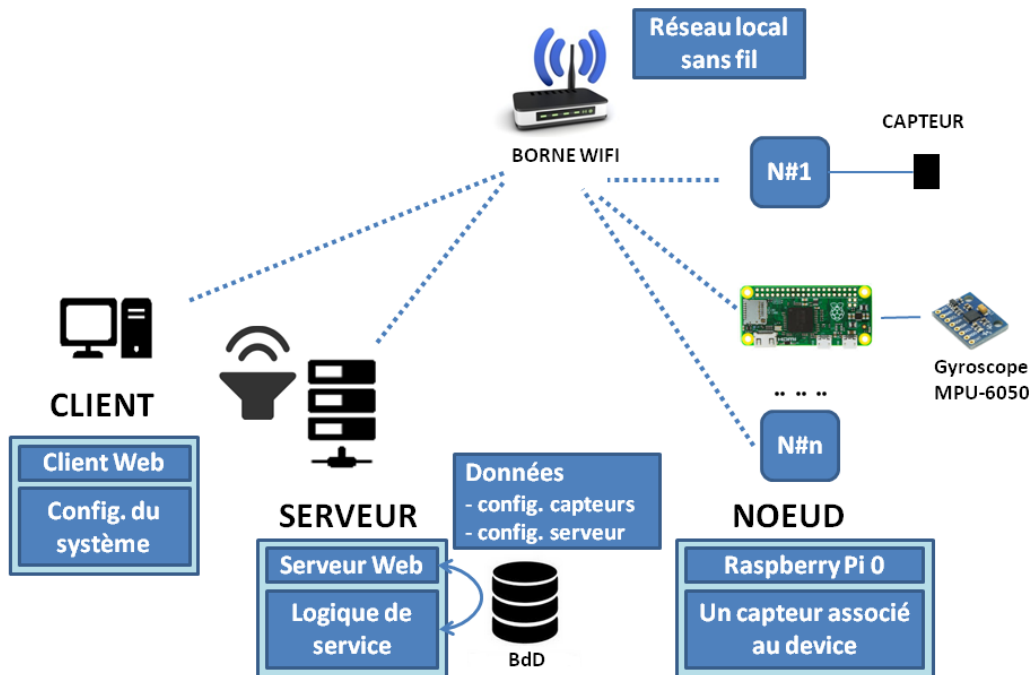 Réseau local
sans fil
BORNE WIFI
CAPTEUR
N#1
Gyroscope
MPU-6050
.. ... ...
N#n
CLIENT
Client Web
Config. du
système
SERVEUR
Serveur Web
Logique de
service
Données
- config. capteurs
- config. serveur
BdD
NOEUD
Raspberry Pi 0
Un capteur associé
au device